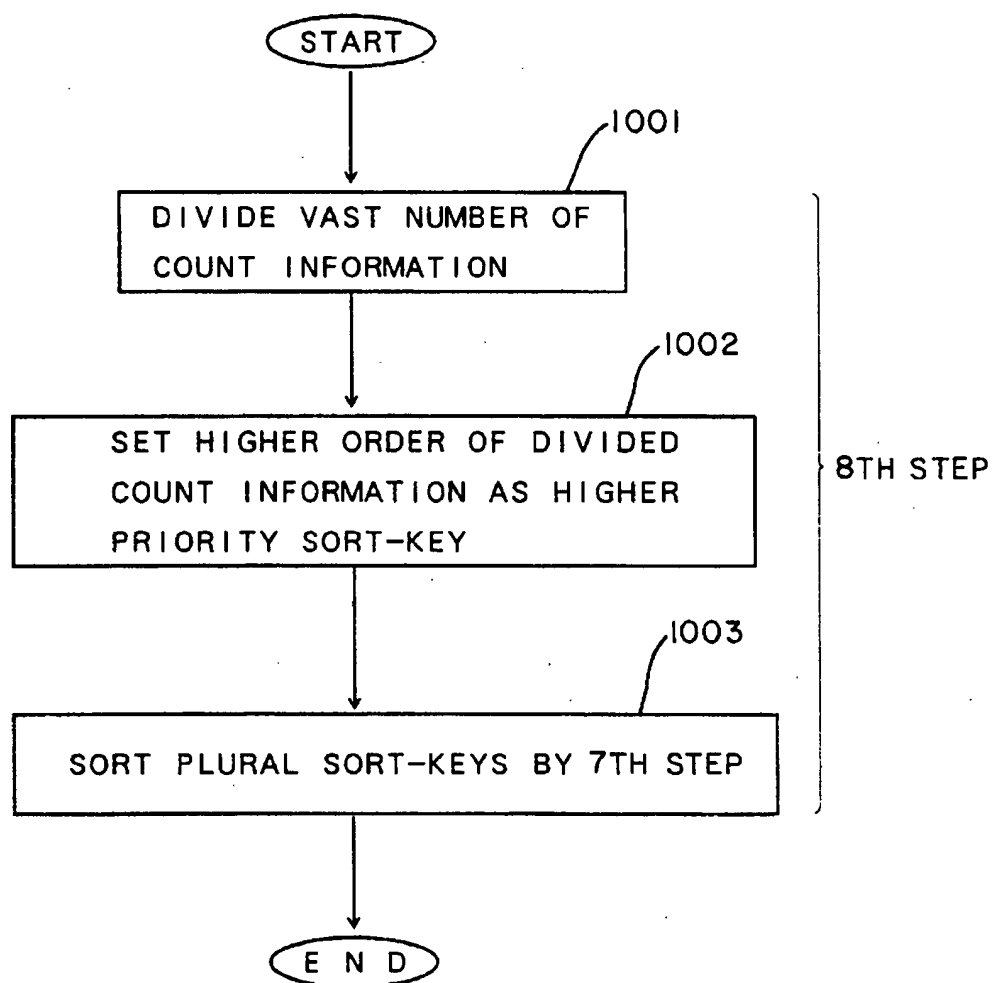 START
1001
DIVIDE VAST NUMBER OF
COUNT INFORMATION
1002
SET HIGHER ORDER OF DIVIDED
COUNT INFORMATION AS HIGHER
PRIORITY SORT-KEY
8TH STEP
1003
SORT PLURAL SORT-KEYS BY 7TH STEP
END